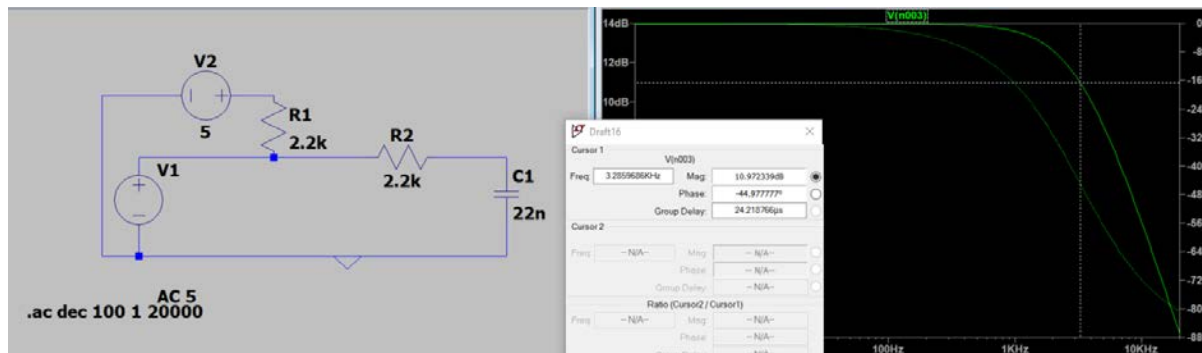 V2
5
R1
2.2k
R2
2.2k
V1
C1
22n
AC 5
.ac dec 100 1 20000
V(n003)
14dB
12dB
10dB
0
-8
-16
-24
-32
-40
-48
-56
-64
-72
-80
-88
100Hz
1KHz
10KHz
Draft16
Cursor 1
V(n003)
Freq: 3.2859686KHz Mag: 10.972339dB
Phase: -44.977777°
Group Delay: 24.218766µs
Cursor 2
Freq: -- N/A-- Mag: -- N/A--
Phase: -- N/A--
Group Delay: -- N/A--
Ratio (Cursor2 / Cursor1)
Freq: -- N/A-- Mag: -- N/A--
Phase: -- N/A--